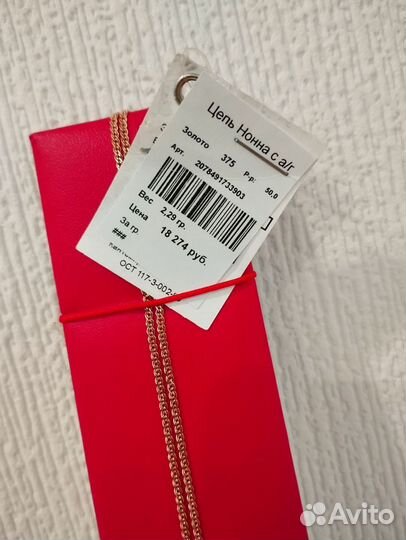 Цепь Нонна с а/г
Золото 375 Р-р: 50,0
Арт. 2078491733903
Вес 2,29 гр.
Цена 18 274 руб.
За гр
###
ОСТ 117-3-002-
Avito